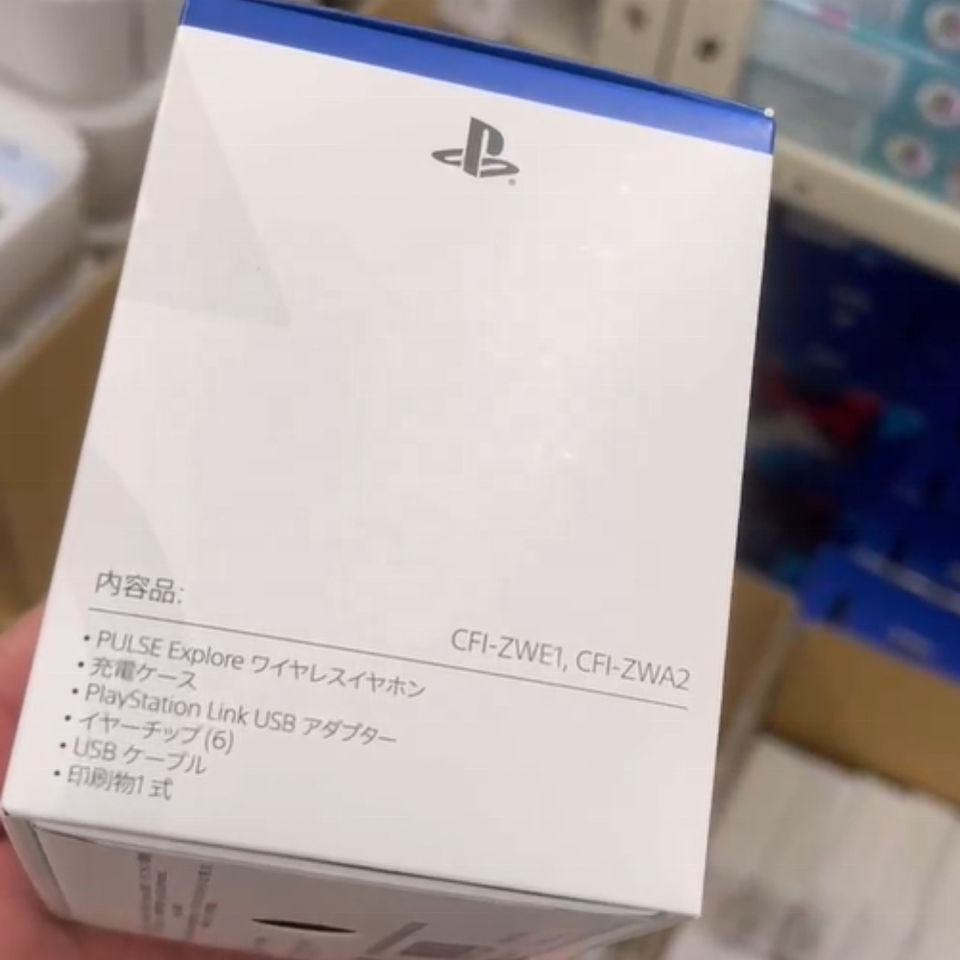 内容品:
CFI-ZWE1, CFI-ZWA2
• PULSE Explore ワイヤレスイヤホン
• 充電ケース
• PlayStation Link USB アダプター
• イヤーチップ (6)
• USB ケーブル
• 印刷物1 式